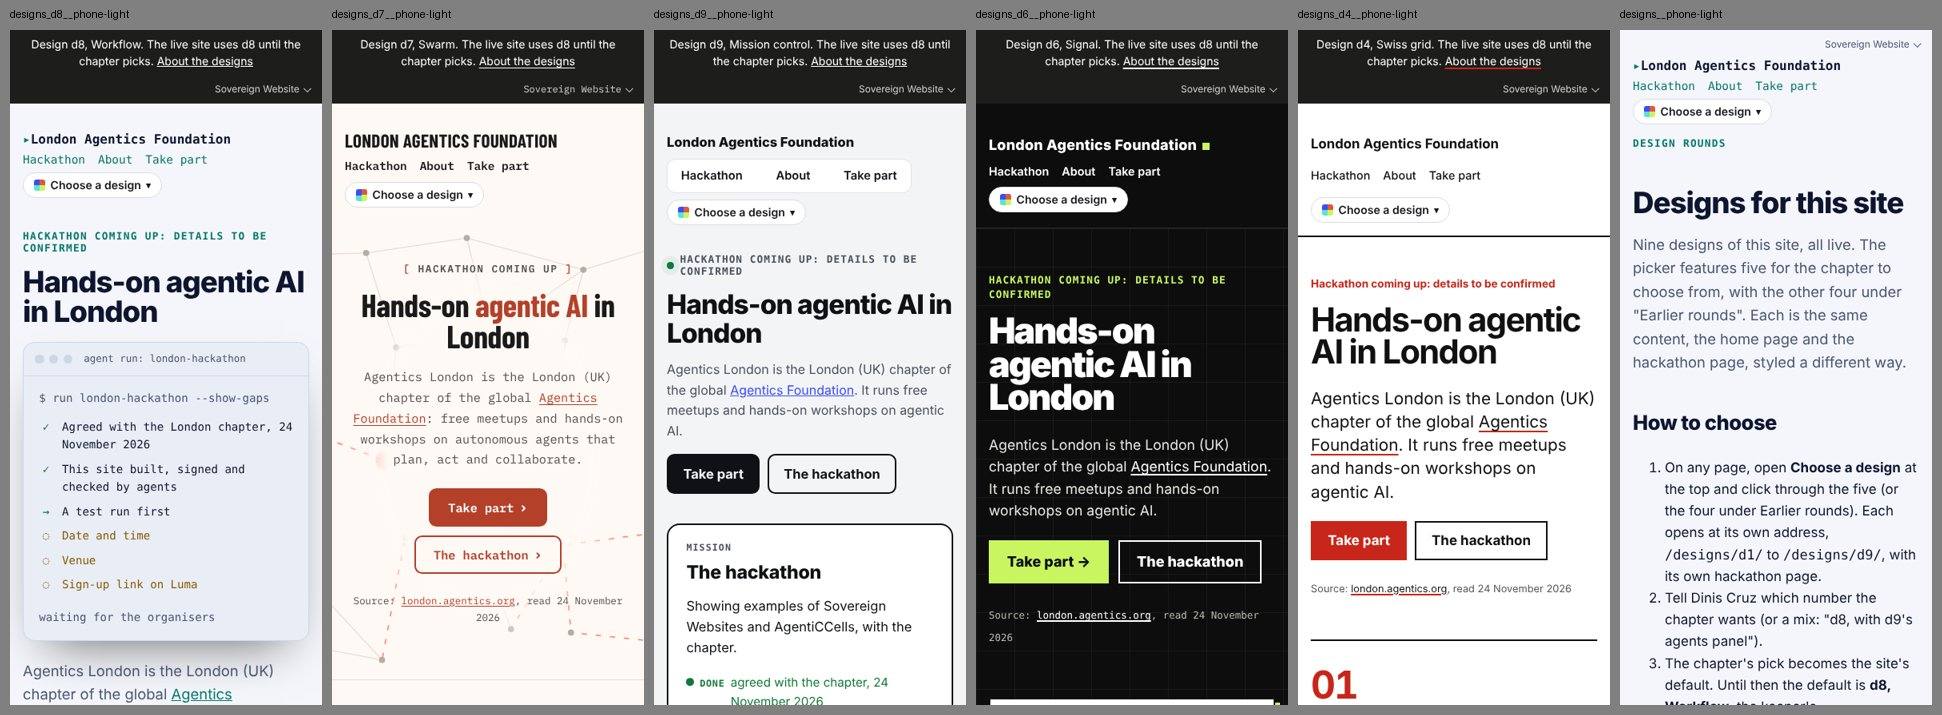 designs_d8__phone-light
Design d8, Workflow. The live site uses d8 until the
chapter picks. About the designs
Sovereign Website
▸London Agentics Foundation
Hackathon About Take part
Choose a design ▾
HACKATHON COMING UP: DETAILS TO BE
CONFIRMED
Hands-on agentic AI
in London
agent run: london-hackathon
$ run london-hackathon --show-gaps
✓ Agreed with the London chapter, 24
November 2026
✓ This site built, signed and
checked by agents
→ A test run first
Date and time
Venue
Sign-up link on Luma
waiting for the organisers
Agentics London is the London (UK)
chapter of the global Agentics
designs_d7__phone-light
Design d7, Swarm. The live site uses d8 until the
chapter picks. About the designs
Sovereign Website
LONDON AGENTICS FOUNDATION
Hackathon About Take part
Choose a design ▾
[ HACKATHON COMING UP ]
Hands-on agentic AI in
London
Agentics London is the London (UK)
chapter of the global Agentics
Foundation: free meetups and hands-on
workshops on autonomous agents that
plan, act and collaborate.
Take part ›
The hackathon ›
Source: london.agentics.org, read 24 November
2026
designs_d9__phone-light
Design d9, Mission control. The live site uses d8 until
the chapter picks. About the designs
Sovereign Website
London Agentics Foundation
Hackathon About Take part
Choose a design ▾
HACKATHON COMING UP: DETAILS TO BE
CONFIRMED
Hands-on agentic AI in
London
Agentics London is the London (UK) chapter of
the global Agentics Foundation. It runs free
meetups and hands-on workshops on agentic
AI.
Take part The hackathon
MISSION
The hackathon
Showing examples of Sovereign
Websites and AgentiCCells, with the
chapter.
DONE agreed with the chapter, 24
November 2026
designs_d6__phone-light
Design d6, Signal. The live site uses d8 until the
chapter picks. About the designs
Sovereign Website
London Agentics Foundation
Hackathon About Take part
Choose a design ▾
HACKATHON COMING UP: DETAILS TO BE
CONFIRMED
Hands-on
agentic AI in
London
Agentics London is the London (UK)
chapter of the global Agentics Foundation.
It runs free meetups and hands-on
workshops on agentic AI.
Take part → The hackathon
Source: london.agentics.org, read 24 November
2026
designs_d4__phone-light
Design d4, Swiss grid. The live site uses d8 until the
chapter picks. About the designs
Sovereign Website
London Agentics Foundation
Hackathon About Take part
Choose a design ▾
Hackathon coming up: details to be confirmed
Hands-on agentic
AI in London
Agentics London is the London (UK)
chapter of the global Agentics
Foundation. It runs free meetups
and hands-on workshops on
agentic AI.
Take part The hackathon
Source: london.agentics.org, read 24 November 2026
01
designs__phone-light
Sovereign Website
▸London Agentics Foundation
Hackathon About Take part
Choose a design ▾
DESIGN ROUNDS
Designs for this site
Nine designs of this site, all live. The
picker features five for the chapter to
choose from, with the other four under
"Earlier rounds". Each is the same
content, the home page and the
hackathon page, styled a different way.
How to choose
1. On any page, open Choose a design at
the top and click through the five (or
the four under Earlier rounds). Each
opens at its own address,
/designs/d1/ to /designs/d9/, with
its own hackathon page.
2. Tell Dinis Cruz which number the
chapter wants (or a mix: "d8, with d9's
agents panel").
3. The chapter's pick becomes the site's
default. Until then the default is d8,